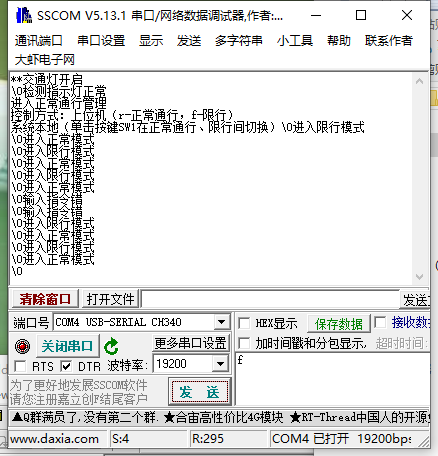 SSCOM V5.13.1 串口/网络数据调试器,作者:...
通讯端口 串口设置 显示 发送 多字符串 小工具 帮助 联系作者
大虾电子网
**交通灯开启
\0检测指示灯正常
进入正常通行管理
控制方式：上位机（r-正常通行，f-限行）
系统本地（单击按键SW1在正常通行、限行间切换）\0进入限行模式
\0进入正常模式
\0进入限行模式
\0进入正常模式
\0进入限行模式
\0进入正常模式
\0输入指令错
\0输入指令错
\0进入限行模式
\0进入正常模式
\0进入限行模式
\0进入正常模式
\0
清除窗口 打开文件 发送文
端口号 COM4 USB-SERIAL CH340 HEX显示 保存数据 接收数据
关闭串口 更多串口设置 加时间戳和分包显示, 超时时间:
RTS DTR 波特率: 19200 f
为了更好地发展SSCOM软件
请您注册嘉立创F结尾客户 发 送
▲Q群满员了,没有第二个群. ★合宙高性价比4G模块 ★RT-Thread中国人的开源免
www.daxia.com S:4 R:295 COM4 已打开 19200bps